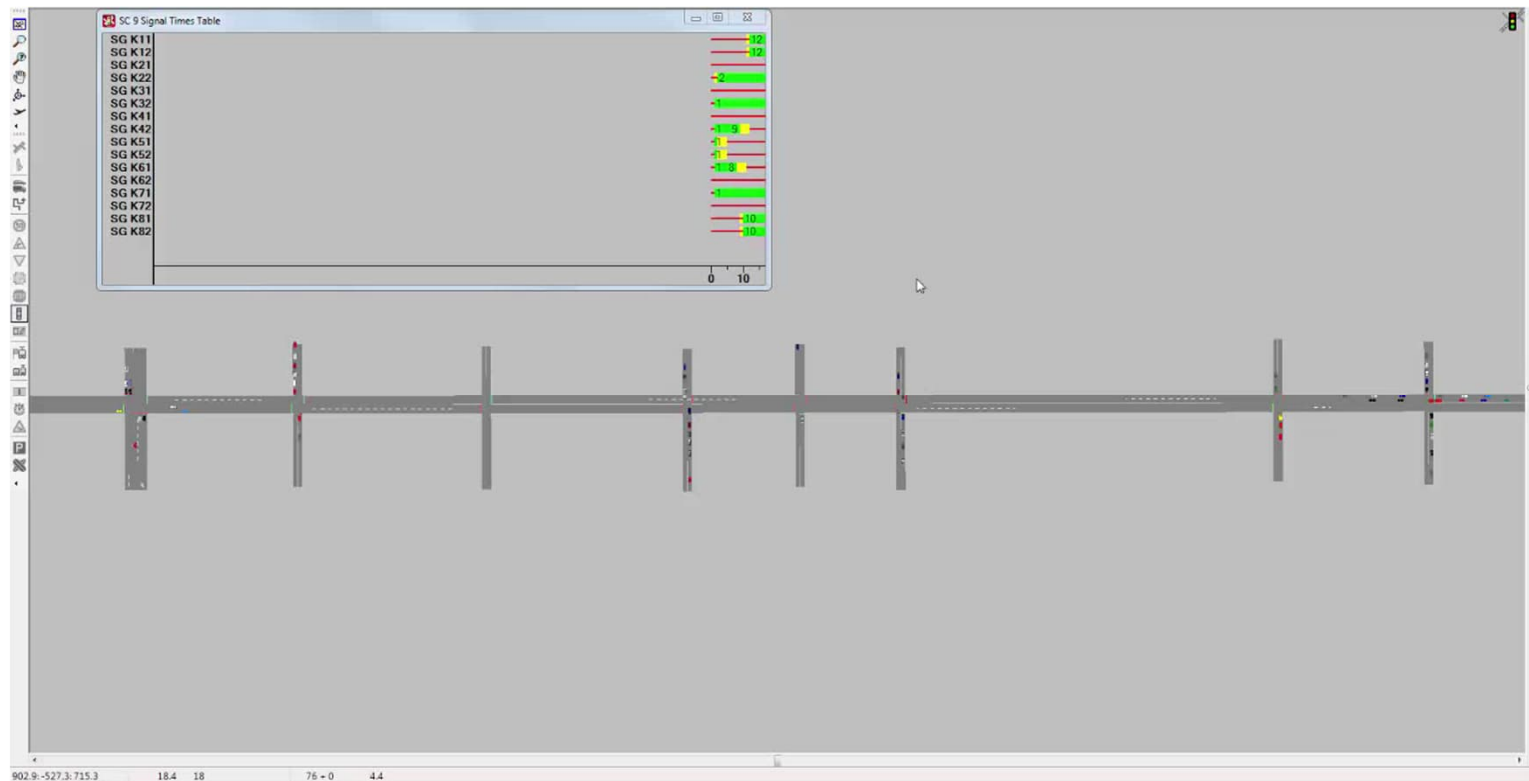 SC 9 Signal Times Table
SG K11 12
SG K12 12
SG K21
SG K22 2
SG K31
SG K32 1
SG K41
SG K42 1 9
SG K51 1
SG K52 1
SG K61 1 8
SG K62
SG K71 1
SG K72
SG K81 10
SG K82 10
0 10
902.9:-527.3:715.3 18.4 18 76 + 0 4.4